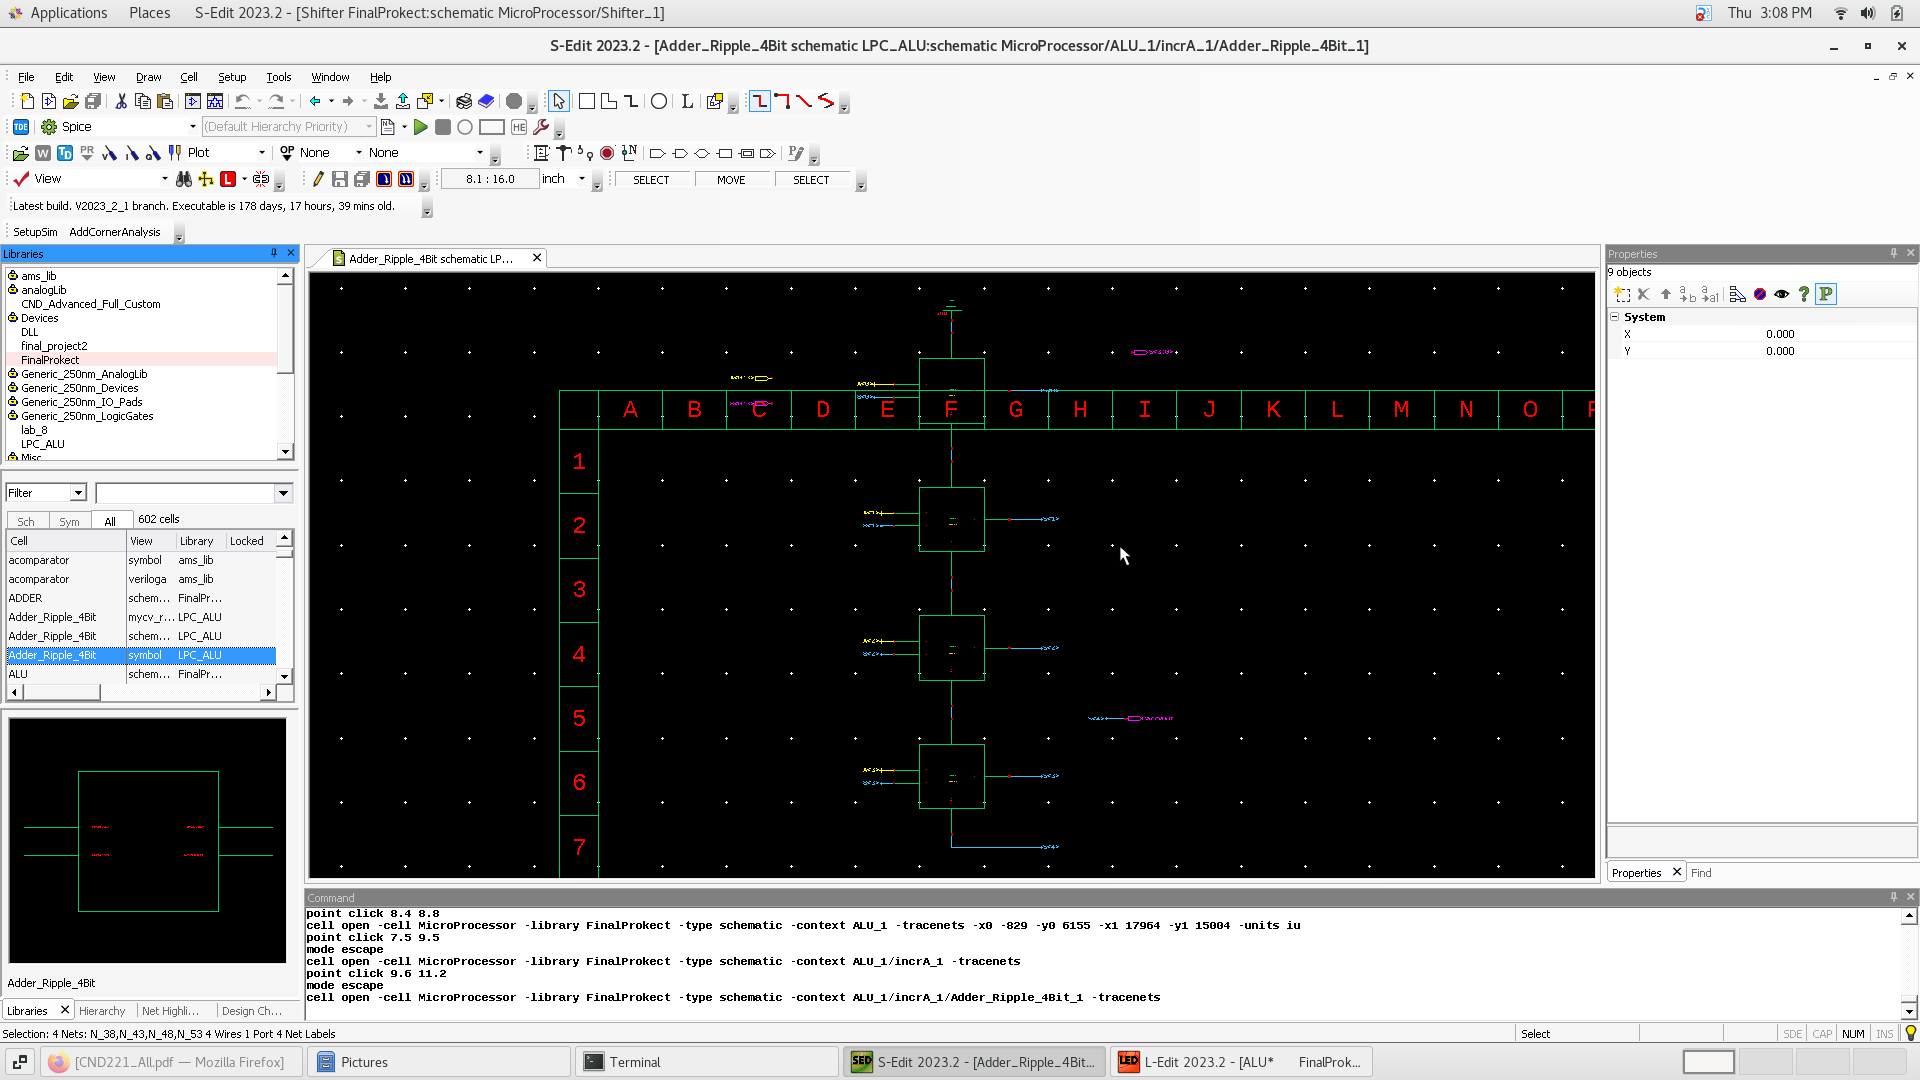 Applications Places S-Edit 2023.2 - [Shifter FinalProkect:schematic MicroProcessor/Shifter_1] Thu 3:08 PM
S-Edit 2023.2 - [Adder_Ripple_4Bit schematic LPC_ALU:schematic MicroProcessor/ALU_1/incrA_1/Adder_Ripple_4Bit_1]
File Edit View Draw Cell Setup Tools Window Help
TDE Spice (Default Hierarchy Priority) HE
W TD PR Plot OP None None
View L 8.1 : 16.0 inch SELECT MOVE SELECT
Latest build. V2023_2_1 branch. Executable is 178 days, 17 hours, 39 mins old.
SetupSim AddCornerAnalysis
Libraries
ams_lib
analogLib
CND_Advanced_Full_Custom
Devices
DLL
final_project2
FinalProkect
Generic_250nm_AnalogLib
Generic_250nm_Devices
Generic_250nm_IO_Pads
Generic_250nm_LogicGates
lab_8
LPC_ALU
Misc
Filter
Sch Sym All 602 cells
Cell View Library Locked
acomparator symbol ams_lib
acomparator veriloga ams_lib
ADDER schem... FinalPr...
Adder_Ripple_4Bit mycv_r... LPC_ALU
Adder_Ripple_4Bit schem... LPC_ALU
Adder_Ripple_4Bit symbol LPC_ALU
ALU schem... FinalPr...
Adder_Ripple_4Bit
Libraries Hierarchy Net Highli... Design Ch...
Adder_Ripple_4Bit schematic LP...
A B C D E F G H I J K L M N O
1
2
3
4
5
6
7
Properties
9 objects
System
X 0.000
Y 0.000
Properties Find
Command
point click 8.4 8.8
cell open -cell MicroProcessor -library FinalProkect -type schematic -context ALU_1 -tracenets -x0 -829 -y0 6155 -x1 17964 -y1 15004 -units iu
point click 7.5 9.5
mode escape
cell open -cell MicroProcessor -library FinalProkect -type schematic -context ALU_1/incrA_1 -tracenets
point click 9.6 11.2
mode escape
cell open -cell MicroProcessor -library FinalProkect -type schematic -context ALU_1/incrA_1/Adder_Ripple_4Bit_1 -tracenets
Selection: 4 Nets: N_38,N_43,N_48,N_53 4 Wires 1 Port 4 Net Labels Select SDE CAP NUM INS
[CND221_All.pdf — Mozilla Firefox] Pictures Terminal S-Edit 2023.2 - [Adder_Ripple_4Bit... L-Edit 2023.2 - [ALU* FinalProk...